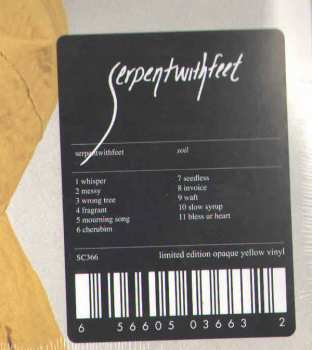 serpentwithfeet
serpentwithfeet
soil
1 whisper
2 messy
3 wrong tree
4 fragrant
5 mourning song
6 cherubim
7 seedless
8 invoice
9 waft
10 slow syrup
11 bless ur heart
SC366
limited edition opaque yellow vinyl
6 56605 03663 2